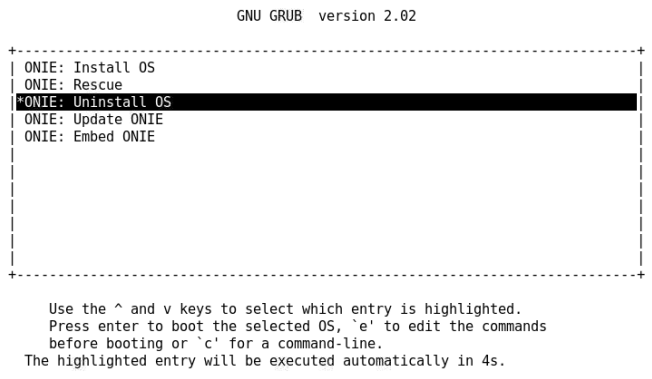 GNU GRUB  version 2.02
+----------------------------------------------------------------------------+
| ONIE: Install OS                                                           |
| ONIE: Rescue                                                               |
|*ONIE: Uninstall OS                                                         |
| ONIE: Update ONIE                                                          |
| ONIE: Embed ONIE                                                           |
|                                                                            |
|                                                                            |
|                                                                            |
|                                                                            |
|                                                                            |
|                                                                            |
|                                                                            |
+----------------------------------------------------------------------------+
Use the ^ and v keys to select which entry is highlighted.
Press enter to boot the selected OS, `e' to edit the commands
before booting or `c' for a command-line.
The highlighted entry will be executed automatically in 4s.